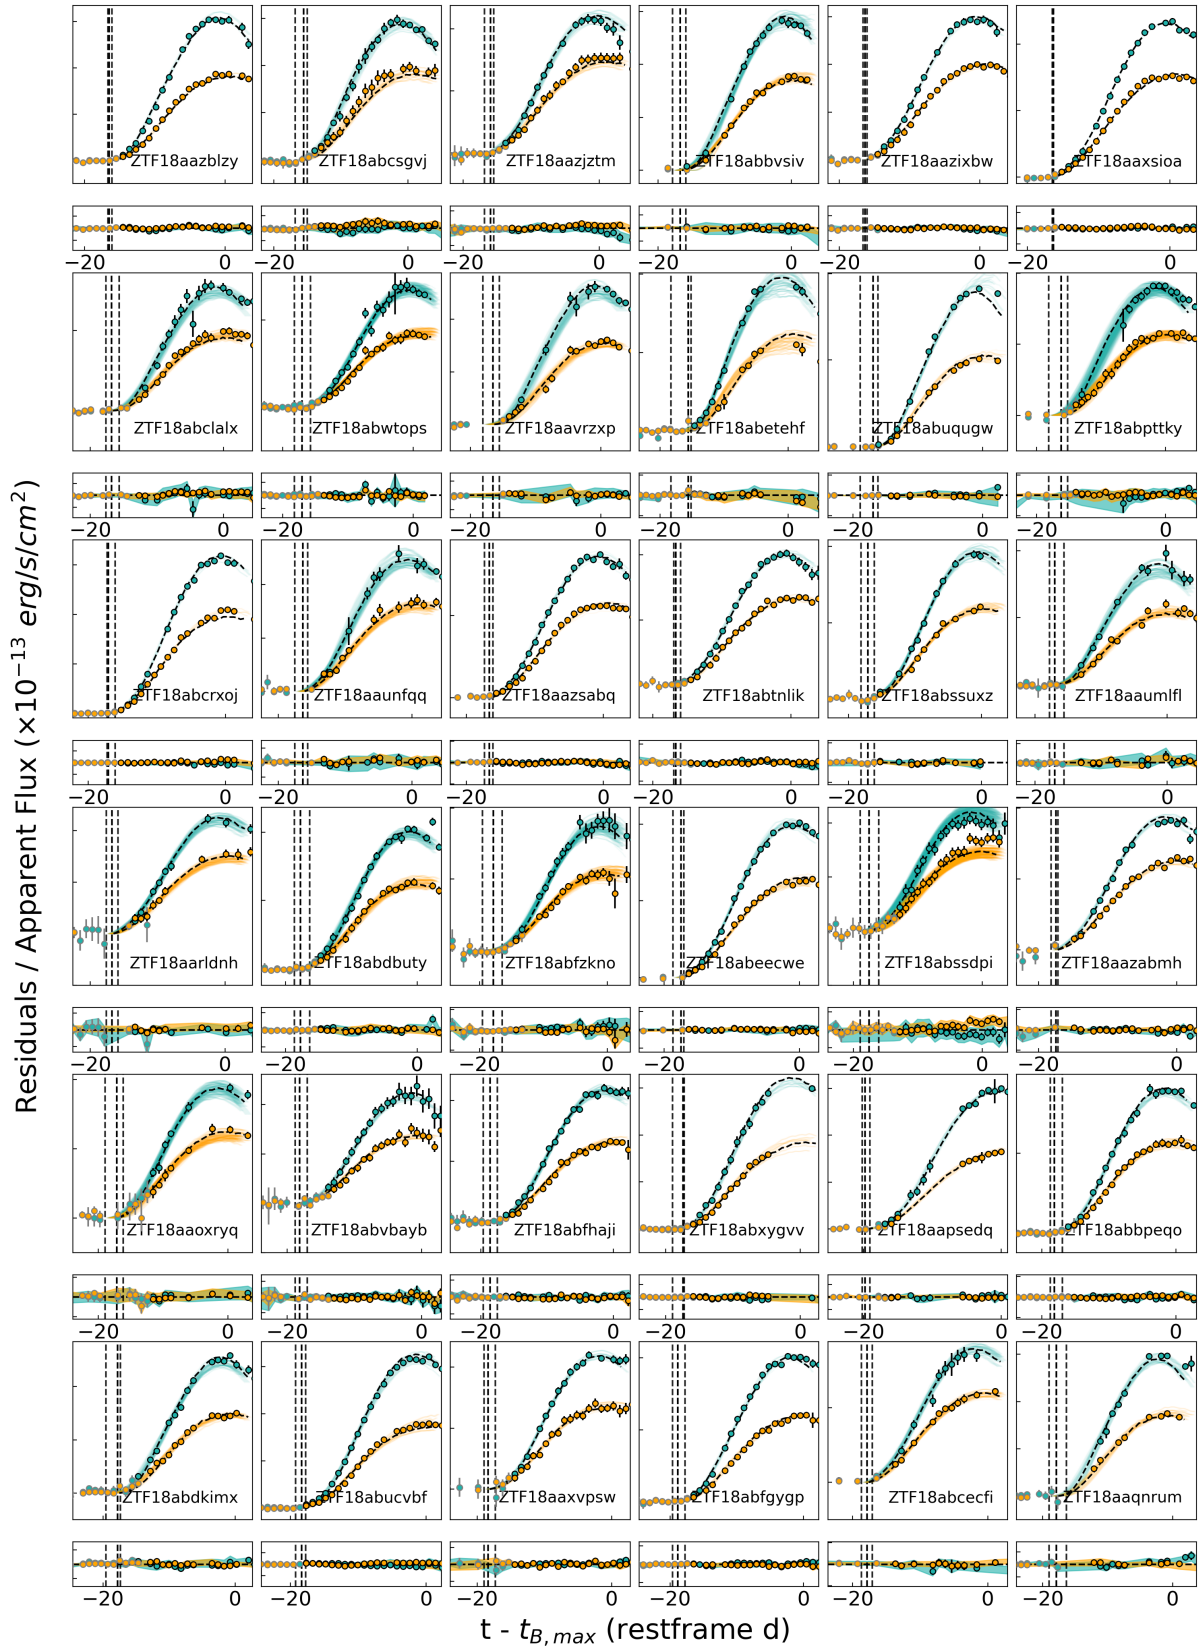 Residuals / Apparent Flux (×10⁻¹³ erg/s/cm²)
ZTF18aazblzy ZTF18abcsgvj ZTF18aazjztm ZTF18abbvsiv ZTF18aazixbw ZTF18aaxsioa
−20 0 −20 0 −20 0 −20 0 −20 0 −20 0
ZTF18abclalx ZTF18abwtops ZTF18aavrzxp ZTF18abetehf ZTF18abuqugw ZTF18abpttky
−20 0 −20 0 −20 0 −20 0 −20 0 −20 0
ZTF18abcrxoj ZTF18aaunfqq ZTF18aazsabq ZTF18abtnlik ZTF18abssuxz ZTF18aaumlfl
−20 0 −20 0 −20 0 −20 0 −20 0 −20 0
ZTF18aarldnh ZTF18abdbuty ZTF18abfzkno ZTF18abeecwe ZTF18abssdpi ZTF18aazabmh
−20 0 −20 0 −20 0 −20 0 −20 0 −20 0
ZTF18aaoxryq ZTF18abvbayb ZTF18abfhaji ZTF18abxygvv ZTF18aapsedq ZTF18abbpeqo
−20 0 −20 0 −20 0 −20 0 −20 0 −20 0
ZTF18abdkimx ZTF18abucvbf ZTF18aaxvpsw ZTF18abfgygp ZTF18abcecfi ZTF18aaqnrum
−20 0 −20 0 −20 0 −20 0 −20 0 −20 0
t - t_{B,max} (restframe d)